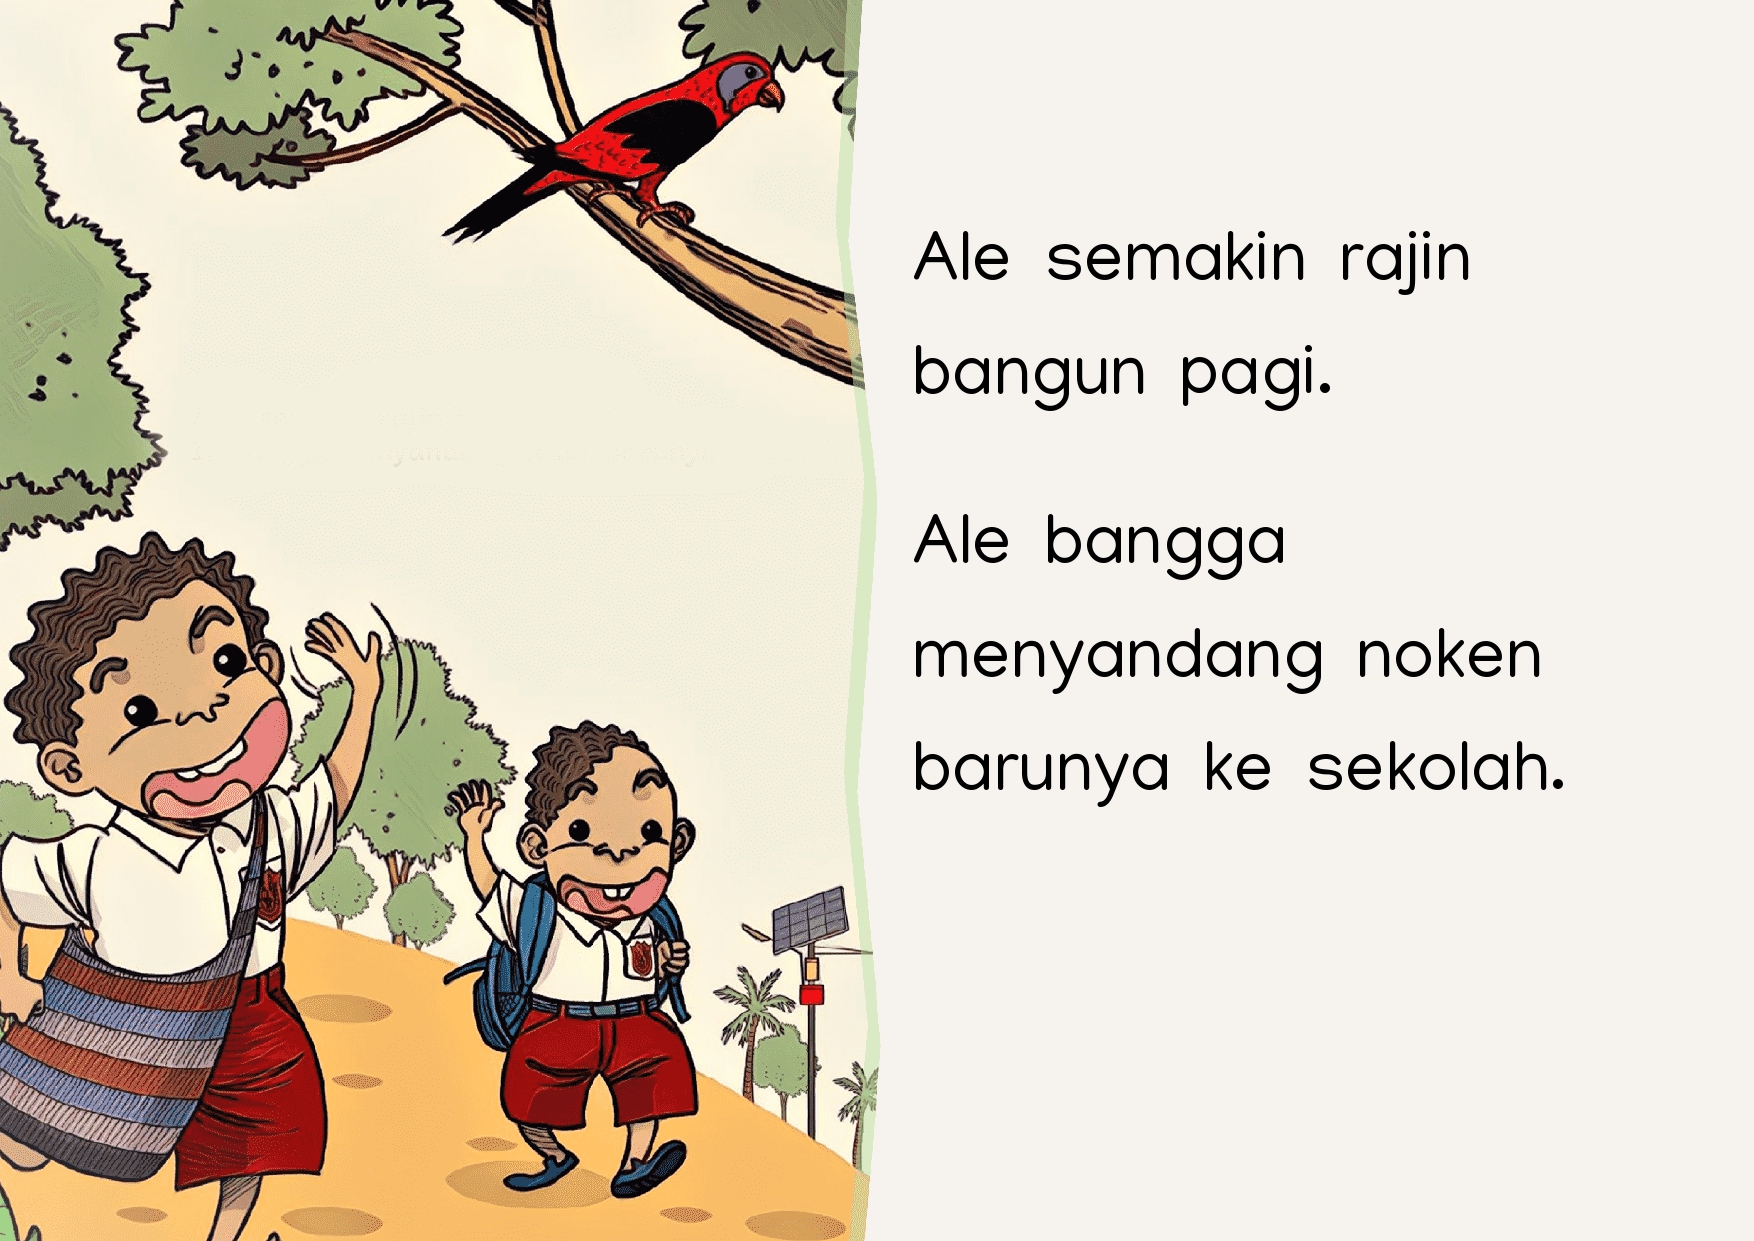 Ale semakin rajin
bangun pagi.
Ale bangga
menyandang noken
barunya ke sekolah.